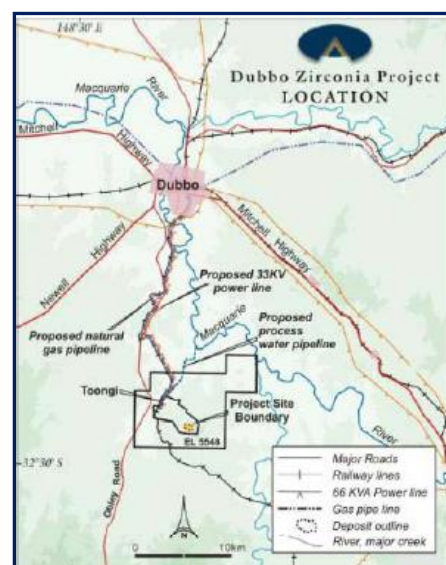 148°30' E
Dubbo Zirconia Project
LOCATION
Macquarie
River
Mitchell
Highway
Dubbo
Mitchell
Highway
Newell
Highway
Proposed 33KV
power line
Proposed natural
gas pipeline
Macquarie
Proposed
process
water pipeline
Toongi
Project Site
Boundary
EL 5548
River
32°30' S
Obley Road
N
0
10km
Major Roads
Railway lines
66 KVA Power line
Gas pipe line
Deposit outline
River, major creek